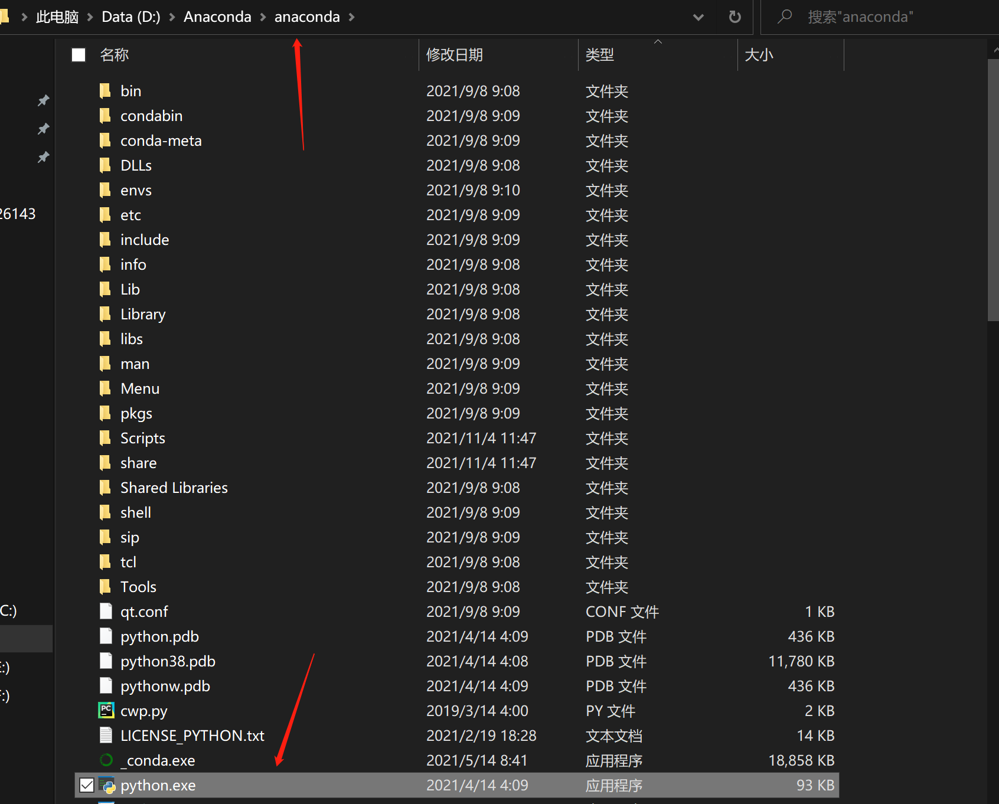 此电脑 > Data (D:) > Anaconda > anaconda >
搜索"anaconda"
名称 修改日期 类型 大小
bin 2021/9/8 9:08 文件夹
condabin 2021/9/8 9:09 文件夹
conda-meta 2021/9/8 9:09 文件夹
DLLs 2021/9/8 9:08 文件夹
envs 2021/9/8 9:10 文件夹
26143
etc 2021/9/8 9:09 文件夹
include 2021/9/8 9:09 文件夹
info 2021/9/8 9:08 文件夹
Lib 2021/9/8 9:08 文件夹
Library 2021/9/8 9:08 文件夹
libs 2021/9/8 9:08 文件夹
man 2021/9/8 9:09 文件夹
Menu 2021/9/8 9:09 文件夹
pkgs 2021/9/8 9:09 文件夹
Scripts 2021/11/4 11:47 文件夹
share 2021/11/4 11:47 文件夹
Shared Libraries 2021/9/8 9:08 文件夹
shell 2021/9/8 9:09 文件夹
sip 2021/9/8 9:09 文件夹
tcl 2021/9/8 9:08 文件夹
Tools 2021/9/8 9:08 文件夹
C:)
qt.conf 2021/9/8 9:09 CONF 文件 1 KB
python.pdb 2021/4/14 4:09 PDB 文件 436 KB
python38.pdb 2021/4/14 4:08 PDB 文件 11,780 KB
:)
pythonw.pdb 2021/4/14 4:09 PDB 文件 436 KB
:)
cwp.py 2019/3/14 4:00 PY 文件 2 KB
LICENSE_PYTHON.txt 2021/2/19 18:28 文本文档 14 KB
_conda.exe 2021/5/14 8:41 应用程序 18,858 KB
python.exe 2021/4/14 4:09 应用程序 93 KB